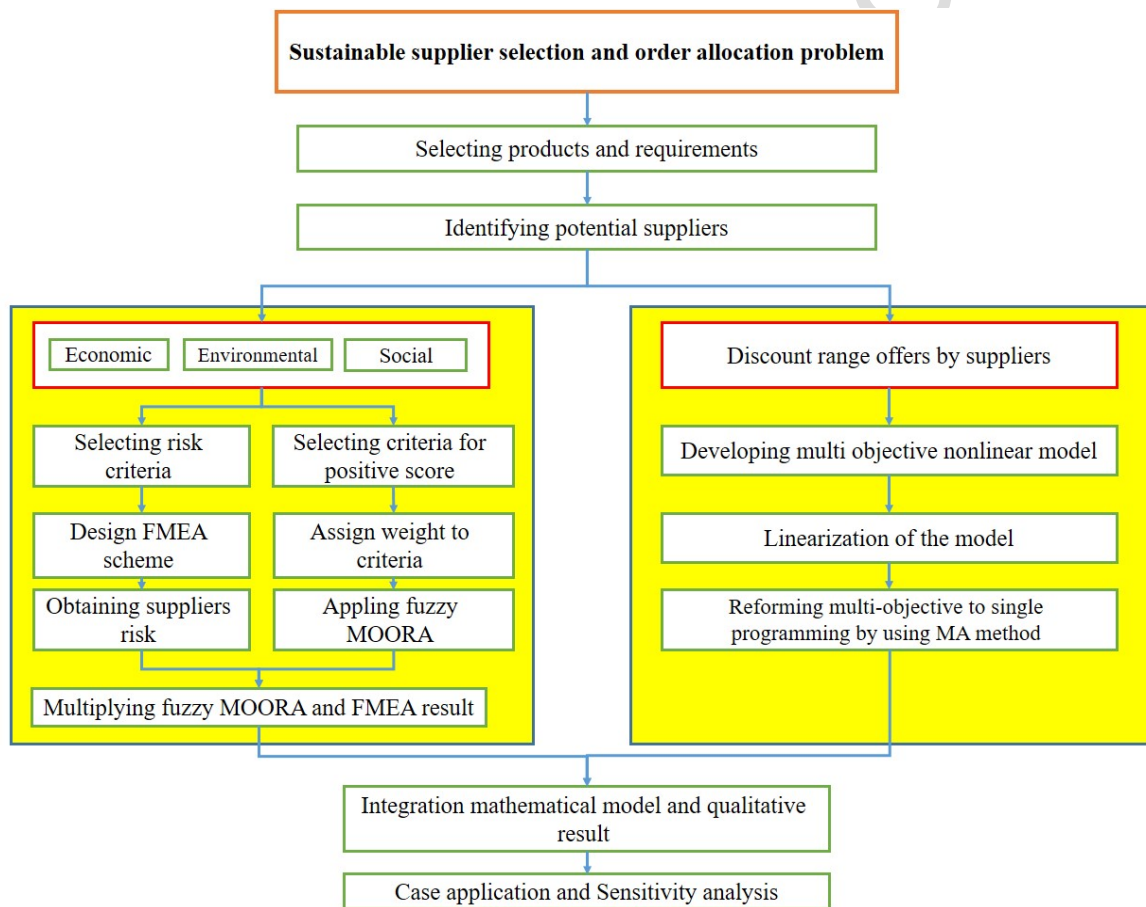 Sustainable supplier selection and order allocation problem
Selecting products and requirements
Identifying potential suppliers
Economic
Environmental
Social
Selecting risk
criteria
Selecting criteria for
positive score
Design FMEA
scheme
Assign weight to
criteria
Obtaining suppliers
risk
Appling fuzzy
MOORA
Multiplying fuzzy MOORA and FMEA result
Discount range offers by suppliers
Developing multi objective nonlinear model
Linearization of the model
Reforming multi-objective to single
programming by using MA method
Integration mathematical model and qualitative
result
Case application and Sensitivity analysis